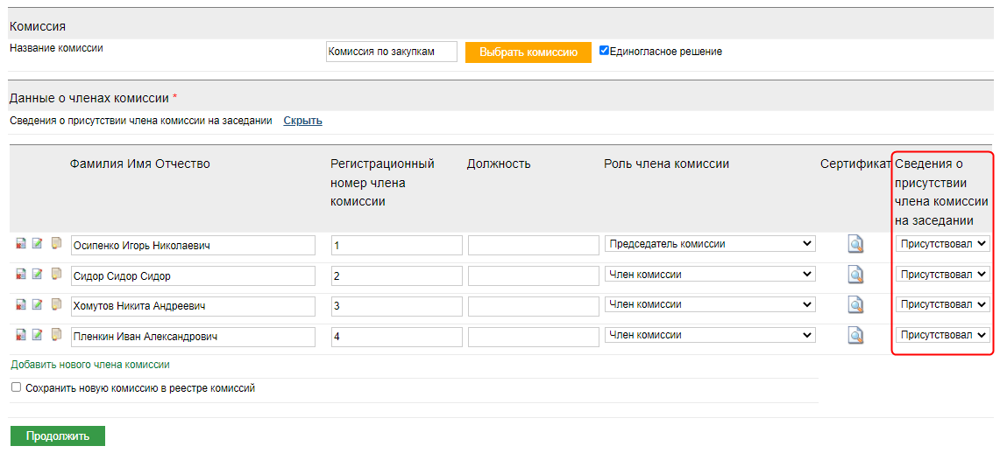 Комиссия
Название комиссии Комиссия по закупкам Выбрать комиссию Единогласное решение
Данные о членах комиссии *
Сведения о присутствии члена комиссии на заседании Скрыть
Фамилия Имя Отчество Регистрационный номер члена комиссии Должность Роль члена комиссии Сертификат Сведения о присутствии члена комиссии на заседании
Осипенко Игорь Николаевич 1 Председатель комиссии Присутствовал
Сидор Сидор Сидор 2 Член комиссии Присутствовал
Хомутов Никита Андреевич 3 Член комиссии Присутствовал
Пленкин Иван Александрович 4 Член комиссии Присутствовал
Добавить нового члена комиссии
Сохранить новую комиссию в реестре комиссий
Продолжить